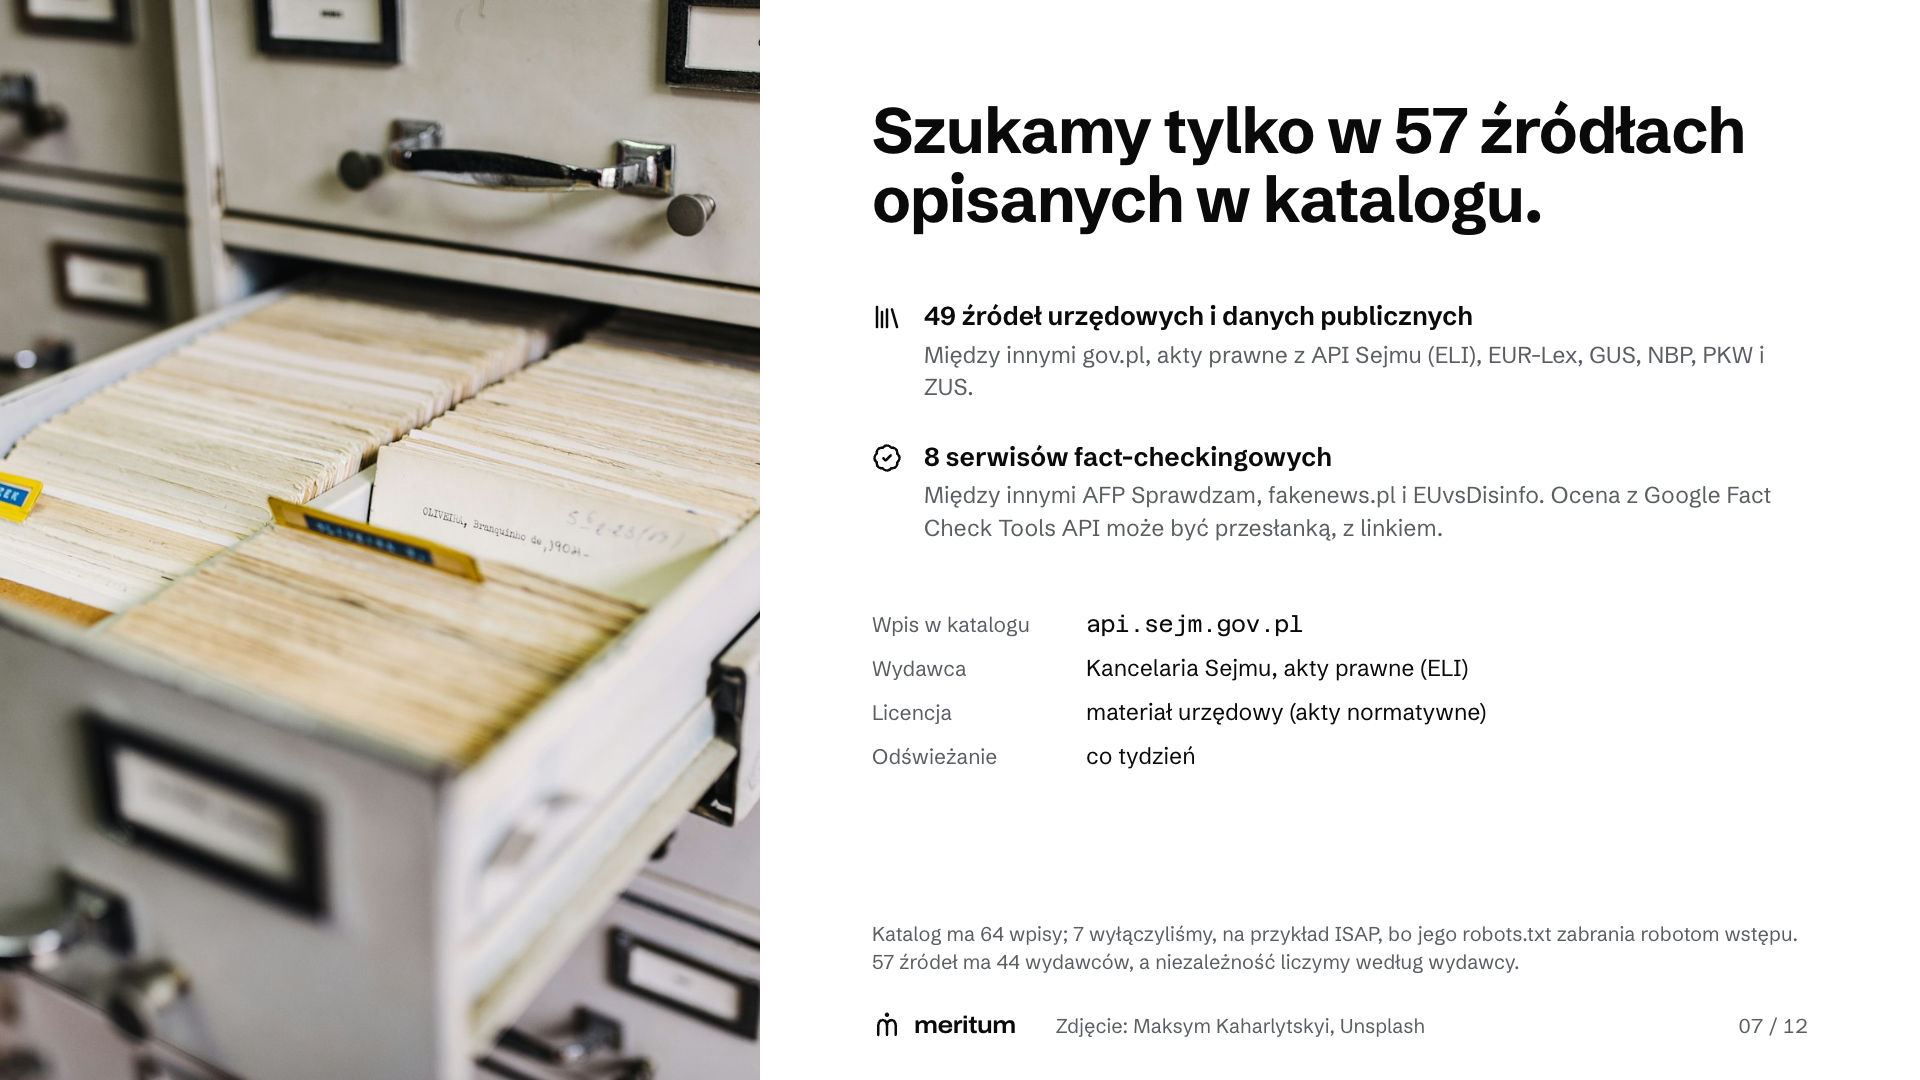 Szukamy tylko w 57 źródłach
opisanych w katalogu.
49 źródeł urzędowych i danych publicznych
Między innymi gov.pl, akty prawne z API Sejmu (ELI), EUR-Lex, GUS, NBP, PKW i
ZUS.
8 serwisów fact-checkingowych
Między innymi AFP Sprawdzam, fakenews.pl i EUvsDisinfo. Ocena z Google Fact
Check Tools API może być przesłanką, z linkiem.
Wpis w katalogu api.sejm.gov.pl
Wydawca Kancelaria Sejmu, akty prawne (ELI)
Licencja materiał urzędowy (akty normatywne)
Odświeżanie co tydzień
Katalog ma 64 wpisy; 7 wyłączyliśmy, na przykład ISAP, bo jego robots.txt zabrania robotom wstępu.
57 źródeł ma 44 wydawców, a niezależność liczymy według wydawcy.
meritum Zdjęcie: Maksym Kaharlytskyi, Unsplash 07 / 12
OLIVEIRA, Branquinho de